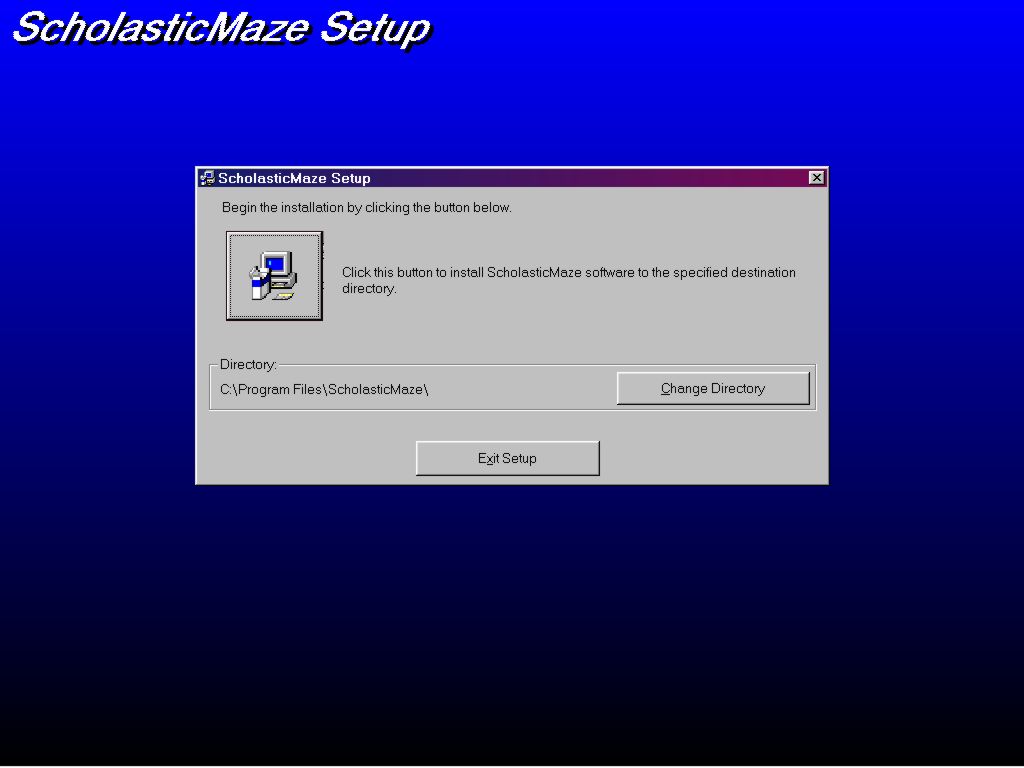 ScholasticMaze Setup
ScholasticMaze Setup
Begin the installation by clicking the button below.
Click this button to install ScholasticMaze software to the specified destination
directory.
Directory:
C:\Program Files\ScholasticMaze\
Change Directory
Exit Setup